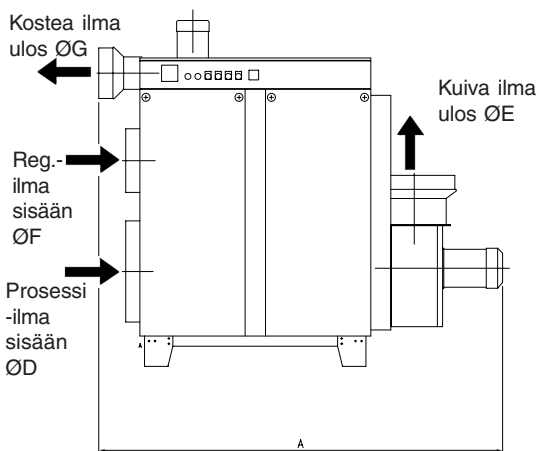 Kostea ilma
ulos ØG
Kuiva ilma
ulos ØE
Reg.-
ilma
sisään
ØF
Prosessi
-ilma
sisään
ØD
A
A